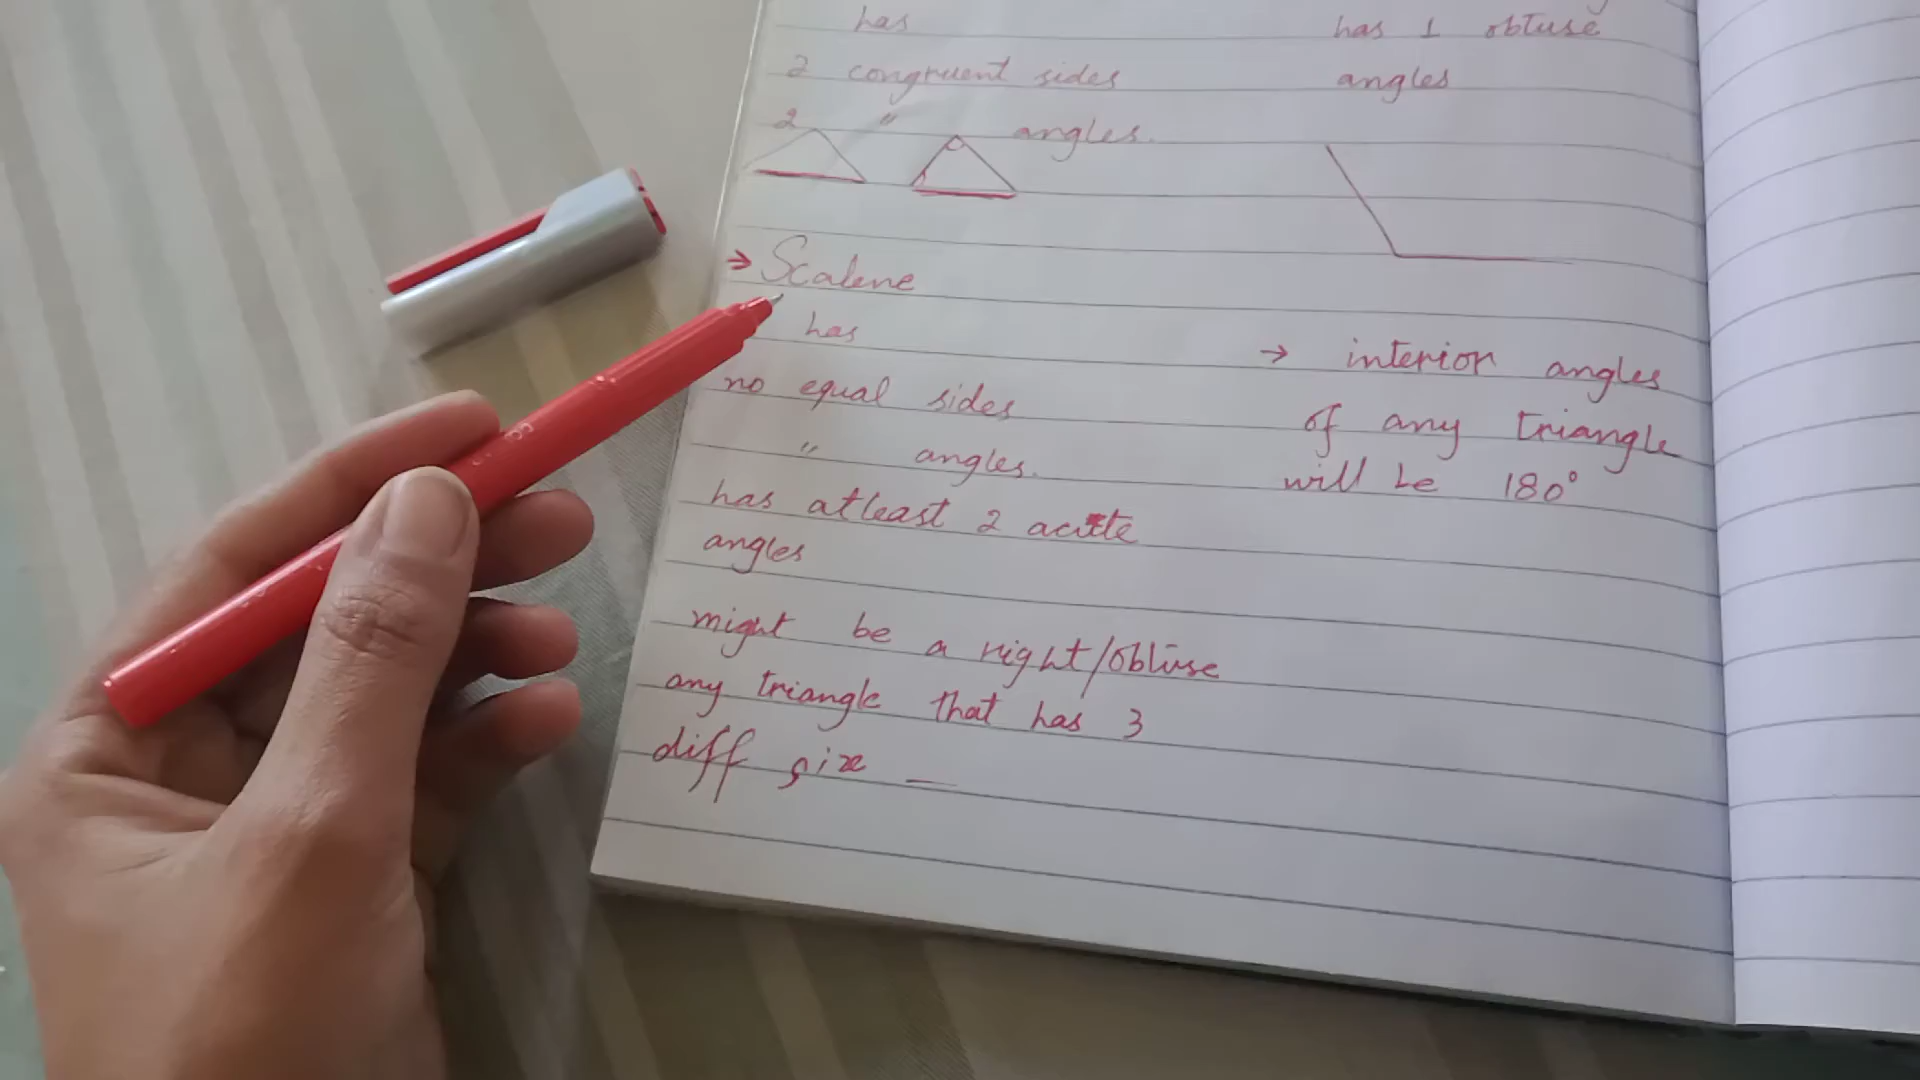 has
2 congruent sides
2 " angles.
→ Scalene
has
no equal sides
" angles.
has atleast 2 acute
angles
might be a right/obtuse
any triangle that has 3
diff size —
has 1 obtuse
angles
→ interior angles
of any triangle
will be 180°